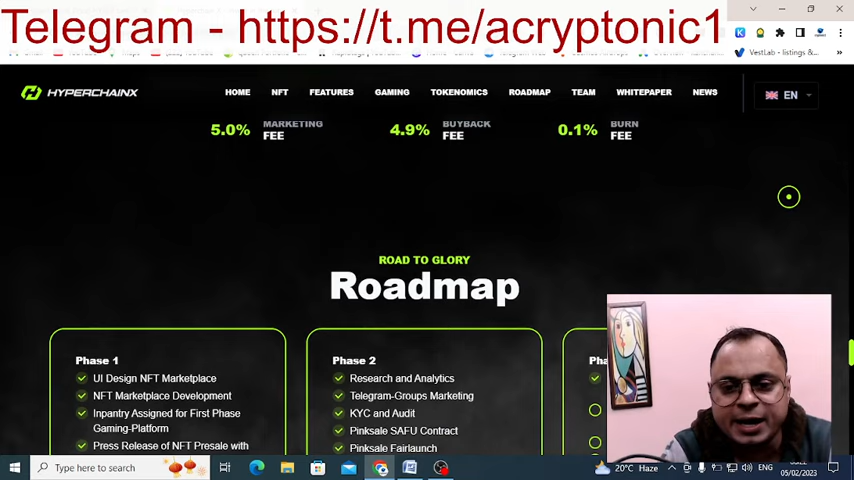 Telegram - https://t.me/acryptonic1
VestLab - listings &...
HYPERCHAINX
HOME NFT FEATURES GAMING TOKENOMICS ROADMAP TEAM WHITEPAPER NEWS EN
5.0% MARKETING FEE
4.9% BUYBACK FEE
0.1% BURN FEE
ROAD TO GLORY
Roadmap
Phase 1
UI Design NFT Marketplace
NFT Marketplace Development
Inpantry Assigned for First Phase
Gaming-Platform
Press Release of NFT Presale with
Phase 2
Research and Analytics
Telegram-Groups Marketing
KYC and Audit
Pinksale SAFU Contract
Pinksale Fairlaunch
Type here to search
20°C Haze
ENG
05/02/2023